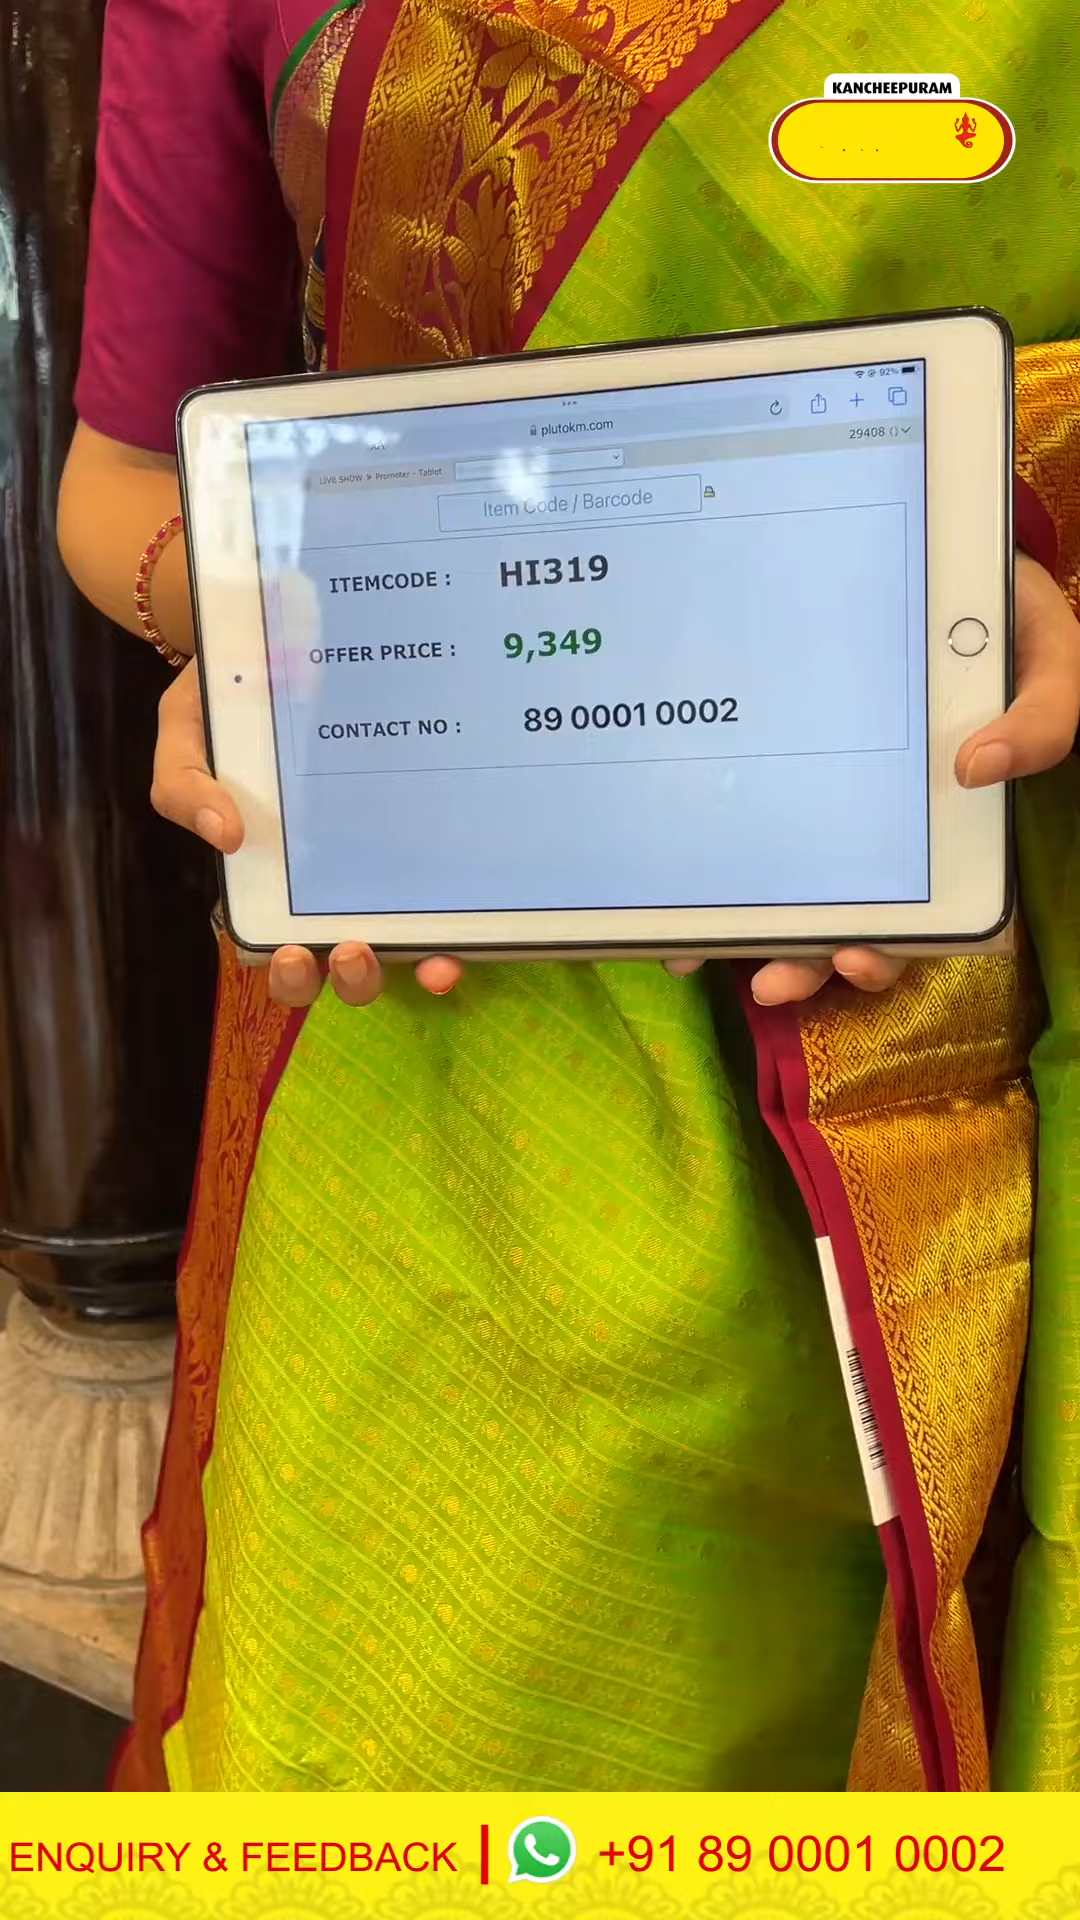 KANCHEEPURAM
92%
plutokm.com
29408 ()
LIVE SHOW » Promoter - Tablet
Item Code / Barcode
ITEMCODE : HI319
OFFER PRICE : 9,349
CONTACT NO : 89 0001 0002
ENQUIRY & FEEDBACK | +91 89 0001 0002